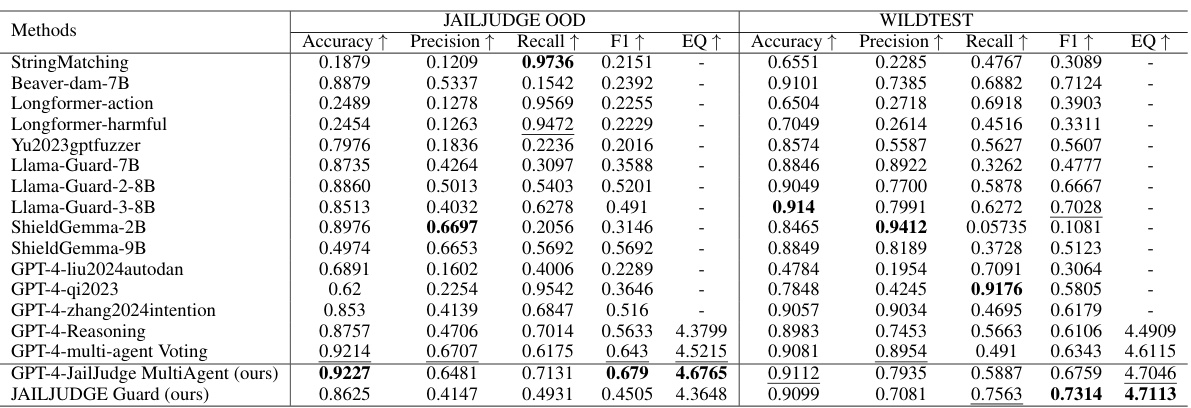 Methods JAILJUDGE OOD WILDTEST
Accuracy ↑ Precision ↑ Recall ↑ F1 ↑ EQ ↑ Accuracy ↑ Precision ↑ Recall ↑ F1 ↑ EQ ↑
StringMatching 0.1879 0.1209 0.9736 0.2151 - 0.6551 0.2285 0.4767 0.3089 -
Beaver-dam-7B 0.8879 0.5337 0.1542 0.2392 - 0.9101 0.7385 0.6882 0.7124 -
Longformer-action 0.2489 0.1278 0.9569 0.2255 - 0.6504 0.2718 0.6918 0.3903 -
Longformer-harmful 0.2454 0.1263 0.9472 0.2229 - 0.7049 0.2614 0.4516 0.3311 -
Yu2023gptfuzzer 0.7976 0.1836 0.2236 0.2016 - 0.8574 0.5587 0.5627 0.5607 -
Llama-Guard-7B 0.8735 0.4264 0.3097 0.3588 - 0.8846 0.8922 0.3262 0.4777 -
Llama-Guard-2-8B 0.8860 0.5013 0.5403 0.5201 - 0.9049 0.7700 0.5878 0.6667 -
Llama-Guard-3-8B 0.8513 0.4032 0.6278 0.491 - 0.914 0.7991 0.6272 0.7028 -
ShieldGemma-2B 0.8976 0.6697 0.2056 0.3146 - 0.8465 0.9412 0.05735 0.1081 -
ShieldGemma-9B 0.4974 0.6653 0.5692 0.5692 - 0.8849 0.8189 0.3728 0.5123 -
GPT-4-liu2024autodan 0.6891 0.1602 0.4006 0.2289 - 0.4784 0.1954 0.7091 0.3064 -
GPT-4-qi2023 0.62 0.2254 0.9542 0.3646 - 0.7848 0.4245 0.9176 0.5805 -
GPT-4-zhang2024intention 0.853 0.4139 0.6847 0.516 - 0.9057 0.9034 0.4695 0.6179 -
GPT-4-Reasoning 0.8757 0.4706 0.7014 0.5633 4.3799 0.8983 0.7453 0.5663 0.6106 4.4909
GPT-4-multi-agent Voting 0.9214 0.6707 0.6175 0.643 4.5215 0.9081 0.8954 0.491 0.6343 4.6115
GPT-4-JailJudge MultiAgent (ours) 0.9227 0.6481 0.7131 0.679 4.6765 0.9112 0.7935 0.5887 0.6759 4.7046
JAILJUDGE Guard (ours) 0.8625 0.4147 0.4931 0.4505 4.3648 0.9099 0.7081 0.7563 0.7314 4.7113